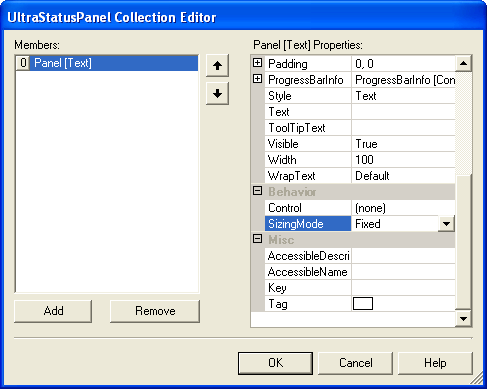 UltraStatusPanel Collection Editor
Members:
0 Panel [Text]
Add
Remove
Panel [Text] Properties:
Padding 0, 0
ProgressBarInfo ProgressBarInfo [Con
Style Text
Text
ToolTipText
Visible True
Width 100
WrapText Default
Behavior
Control (none)
SizingMode Fixed
Misc
AccessibleDescri
AccessibleName
Key
Tag
OK
Cancel
Help